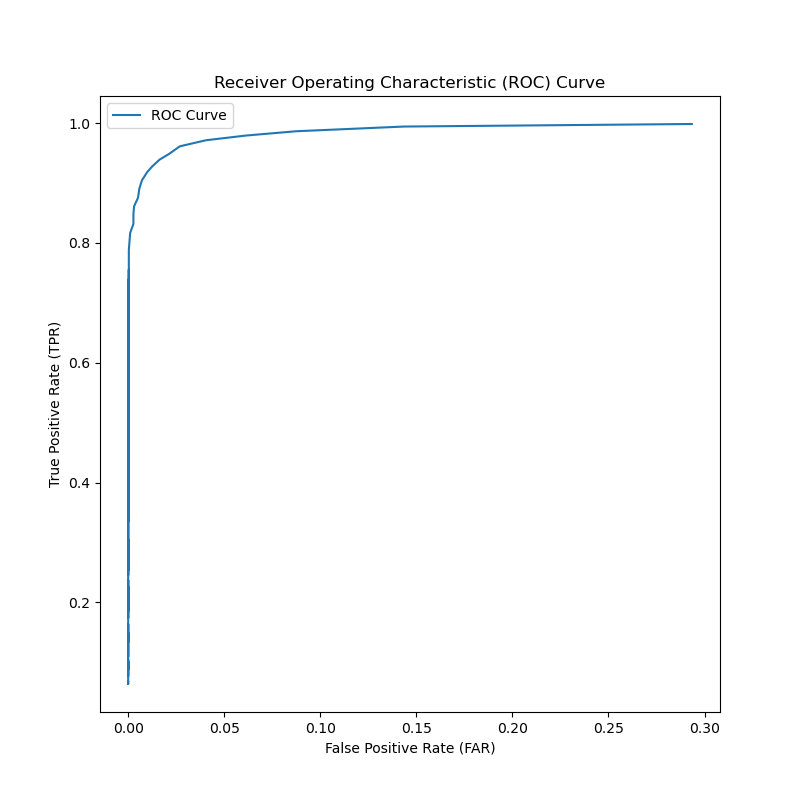 Receiver Operating Characteristic (ROC) Curve
ROC Curve
1.0
0.8
0.6
0.4
0.2
True Positive Rate (TPR)
0.00 0.05 0.10 0.15 0.20 0.25 0.30
False Positive Rate (FAR)